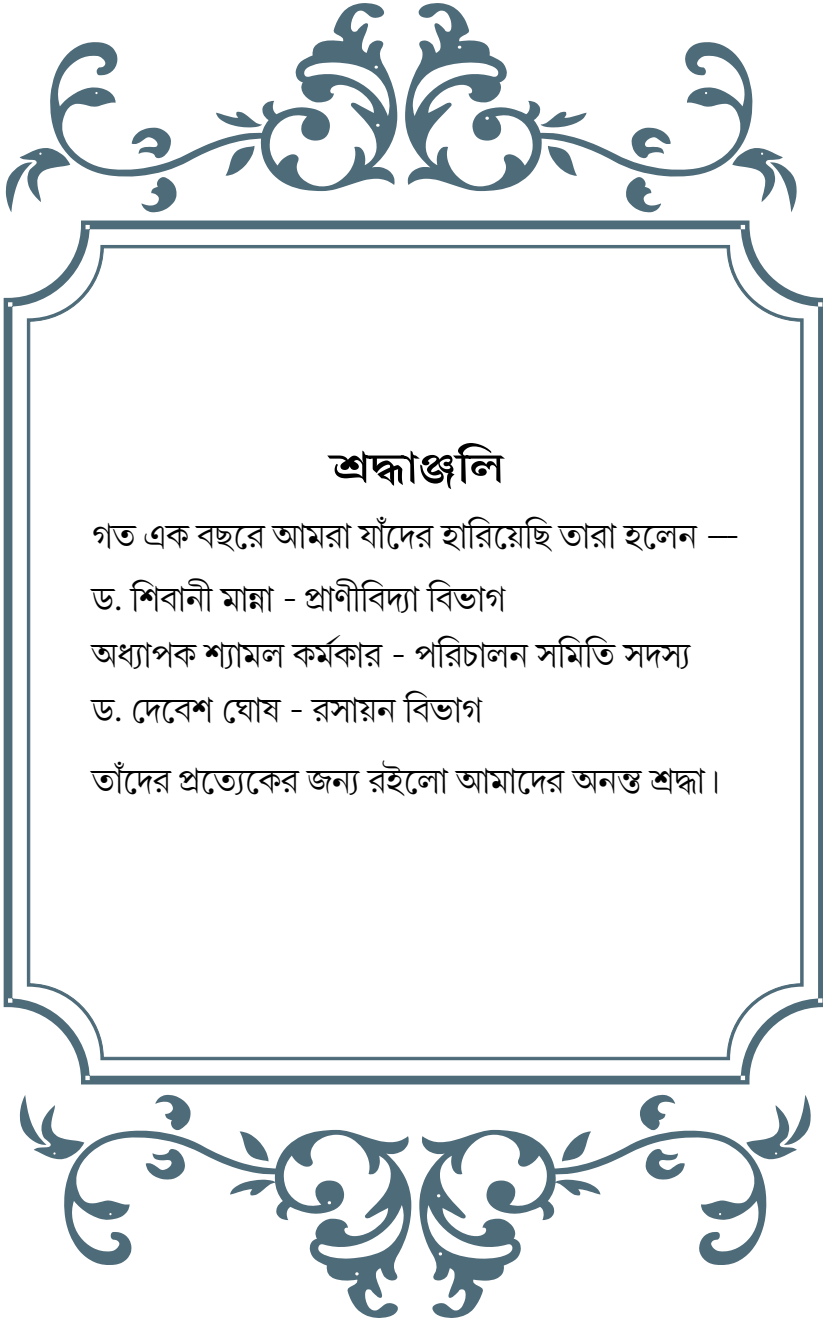 শ্রদ্ধাঞ্জলি
গত এক বছরে আমরা যাঁদের হারিয়েছি তারা হলেন —
ড. শিবানী মান্না - প্রাণীবিদ্যা বিভাগ
অধ্যাপক শ্যামল কর্মকার - পরিচালন সমিতি সদস্য
ড. দেবেশ ঘোষ - রসায়ন বিভাগ
তাঁদের প্রত্যেকের জন্য রইলো আমাদের অনন্ত শ্রদ্ধা।